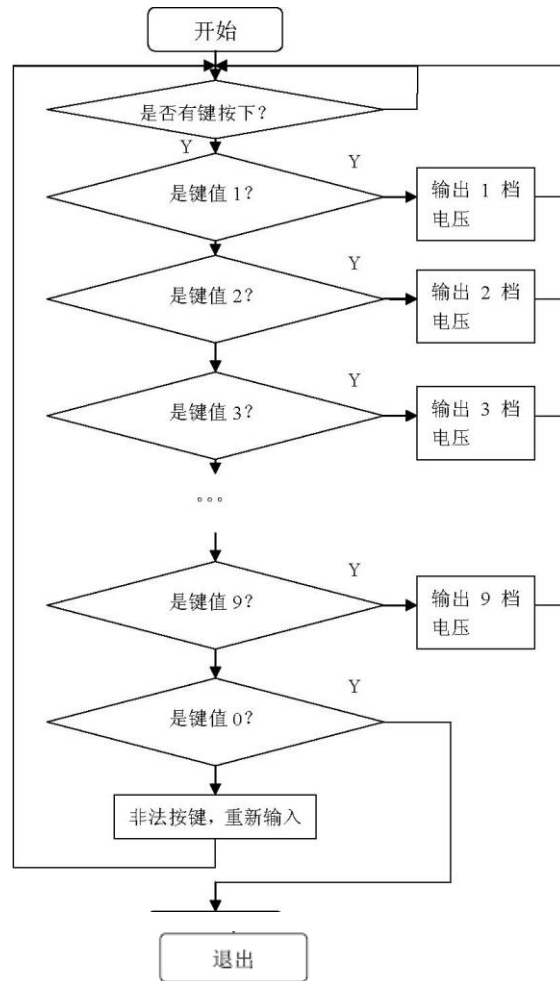 开始
是否有键按下？
Y
是键值 1？
Y
输出 1 档
电压
是键值 2？
Y
输出 2 档
电压
是键值 3？
Y
输出 3 档
电压
。。。
是键值 9？
Y
输出 9 档
电压
是键值 0？
Y
非法按键，重新输入
退出